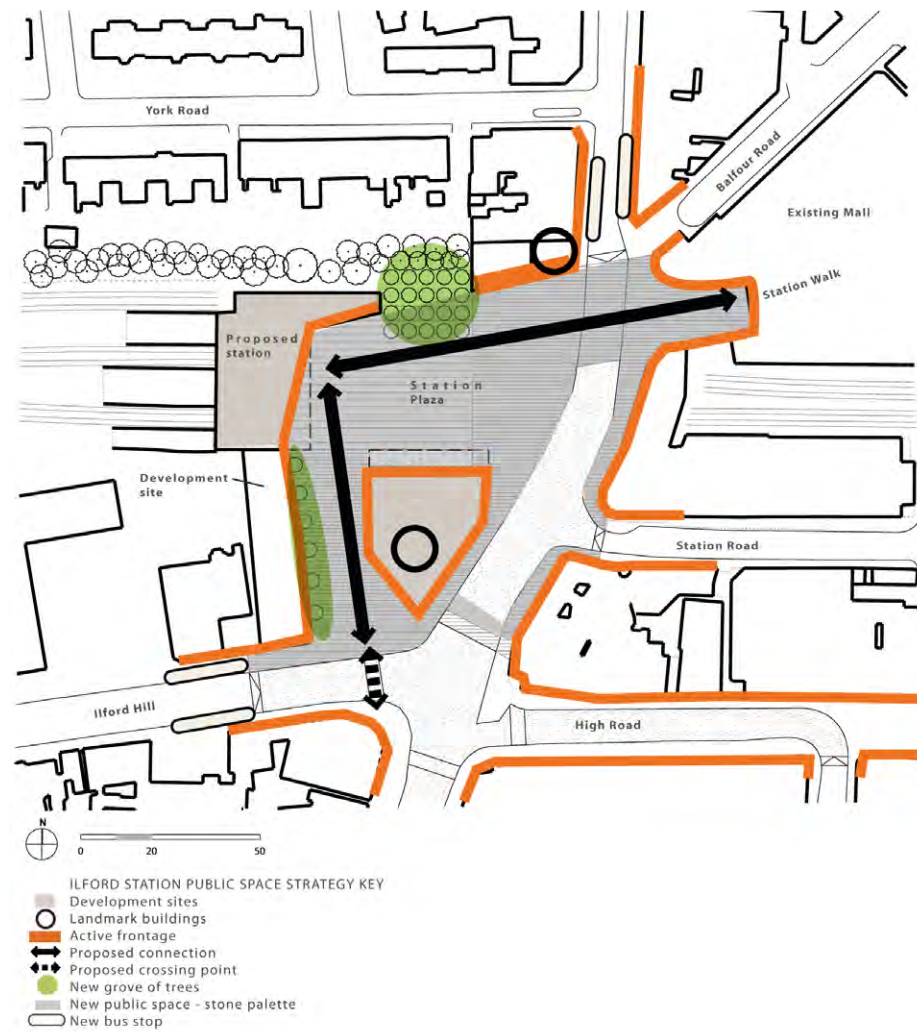 York Road
Balfour Road
Existing Mall
Station Walk
Proposed
station
Station
Plaza
Development
site
Station Road
Ilford Hill
High Road
N
0 20 50
ILFORD STATION PUBLIC SPACE STRATEGY KEY
Development sites
Landmark buildings
Active frontage
Proposed connection
Proposed crossing point
New grove of trees
New public space - stone palette
New bus stop